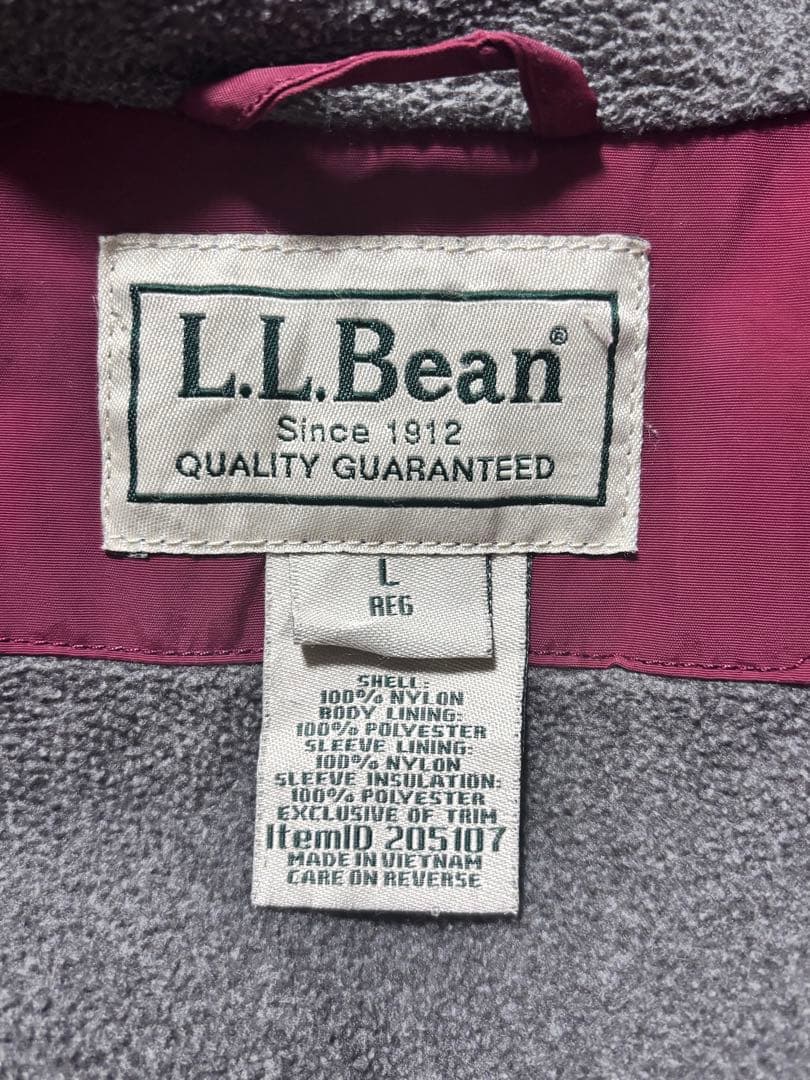 L.L.Bean®
Since 1912
QUALITY GUARANTEED
L
REG
SHELL:
100% NYLON
BODY LINING:
100% POLYESTER
SLEEVE LINING:
100% NYLON
SLEEVE INSULATION:
100% POLYESTER
EXCLUSIVE OF TRIM
ItemID 205107
MADE IN VIETNAM
CARE ON REVERSE